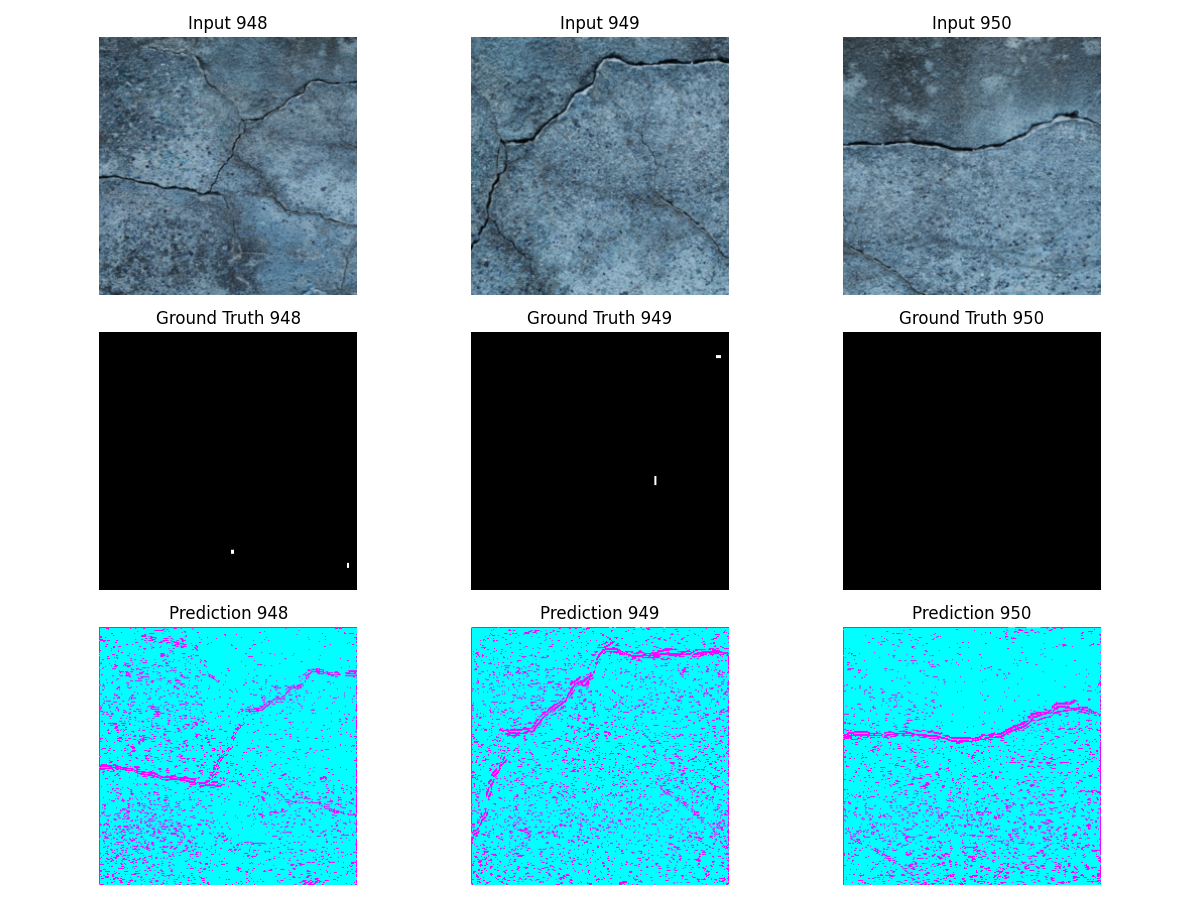 Input 948
Input 949
Input 950
Ground Truth 948
Ground Truth 949
Ground Truth 950
Prediction 948
Prediction 949
Prediction 950